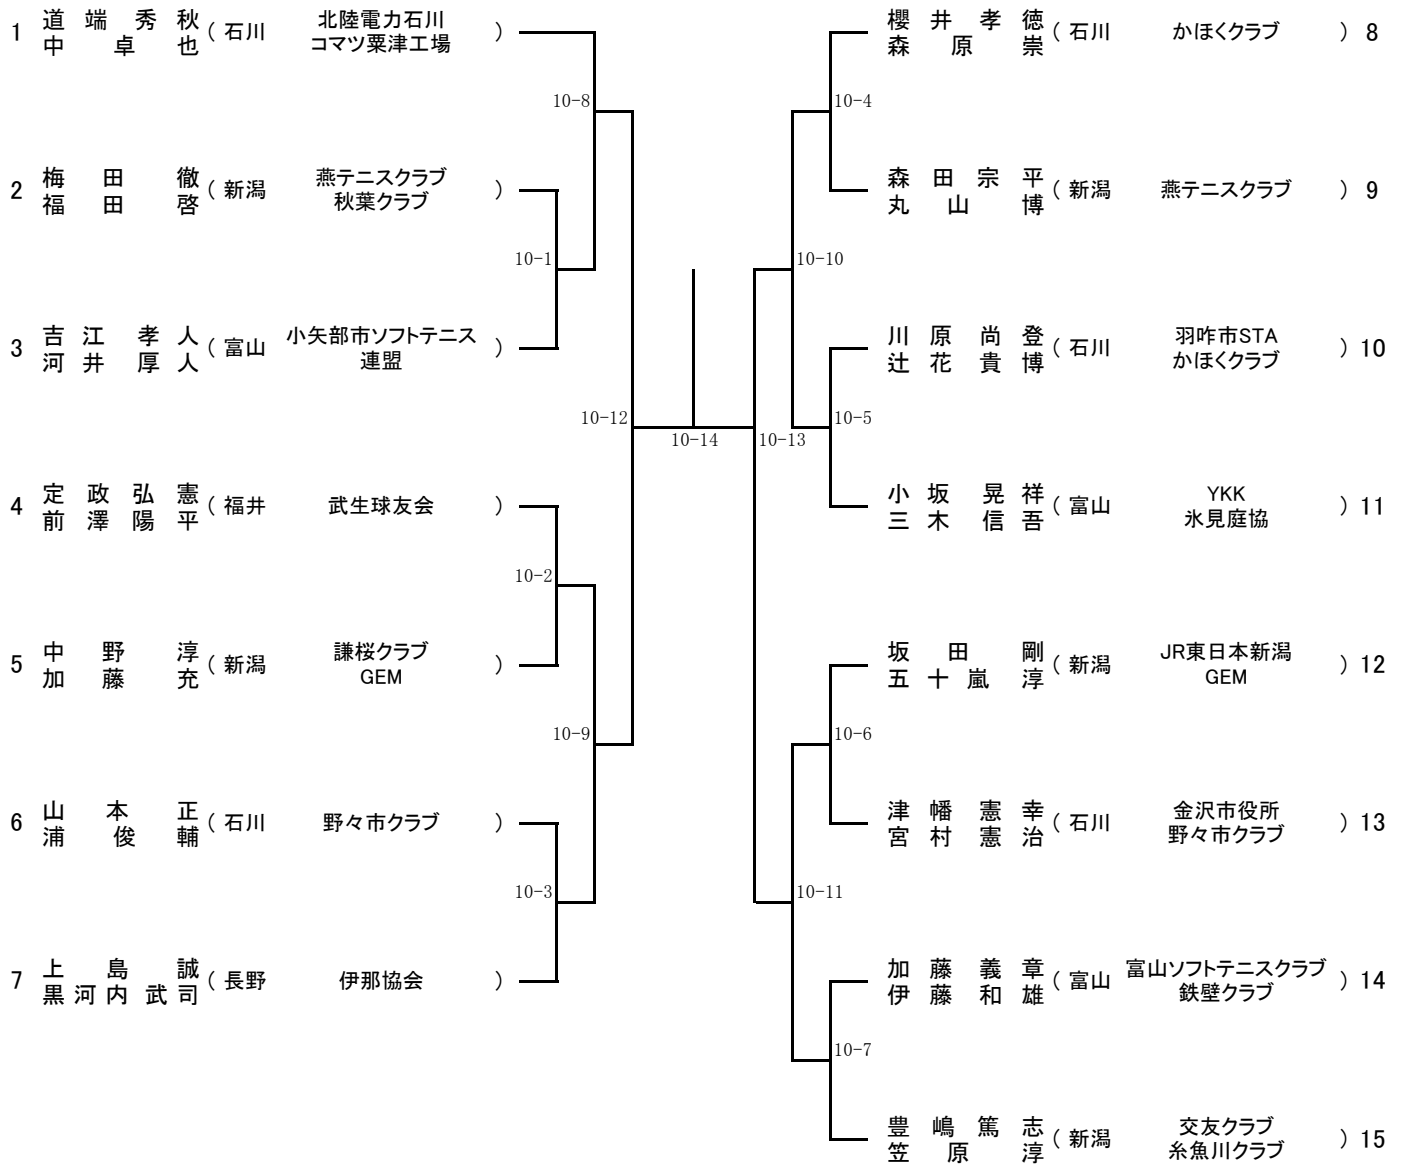 1 道端秀秋 ( 石川 北陸電力石川 )
中卓也 コマツ粟津工場
10-8
2 梅田徹 ( 新潟 燕テニスクラブ )
福田啓 秋葉クラブ
10-1
3 吉江孝人 ( 富山 小矢部市ソフトテニス )
河井厚人 連盟
10-12
4 定政弘憲 ( 福井 武生球友会 )
前澤陽平
10-2
5 中野淳 ( 新潟 謙桜クラブ )
加藤充 GEM
10-9
6 山本正 ( 石川 野々市クラブ )
浦俊輔
10-3
7 上島誠 ( 長野 伊那協会 )
黒河内武司
10-14
10-13
櫻井孝徳 ( 石川 かほくクラブ ) 8
森原崇
10-4
森田宗平 ( 新潟 燕テニスクラブ ) 9
丸山博
10-10
川原尚登 ( 石川 羽咋市STA ) 10
辻花貴博 かほくクラブ
10-5
小坂晃祥 ( 富山 YKK ) 11
三木信吾 氷見庭協
坂田剛 ( 新潟 JR東日本新潟 ) 12
五十嵐淳 GEM
10-6
津幡憲幸 ( 石川 金沢市役所 ) 13
宮村憲治 野々市クラブ
10-11
加藤義章 ( 富山 富山ソフトテニスクラブ ) 14
伊藤和雄 鉄壁クラブ
10-7
豊嶋篤志 ( 新潟 交友クラブ ) 15
笠原淳 糸魚川クラブ